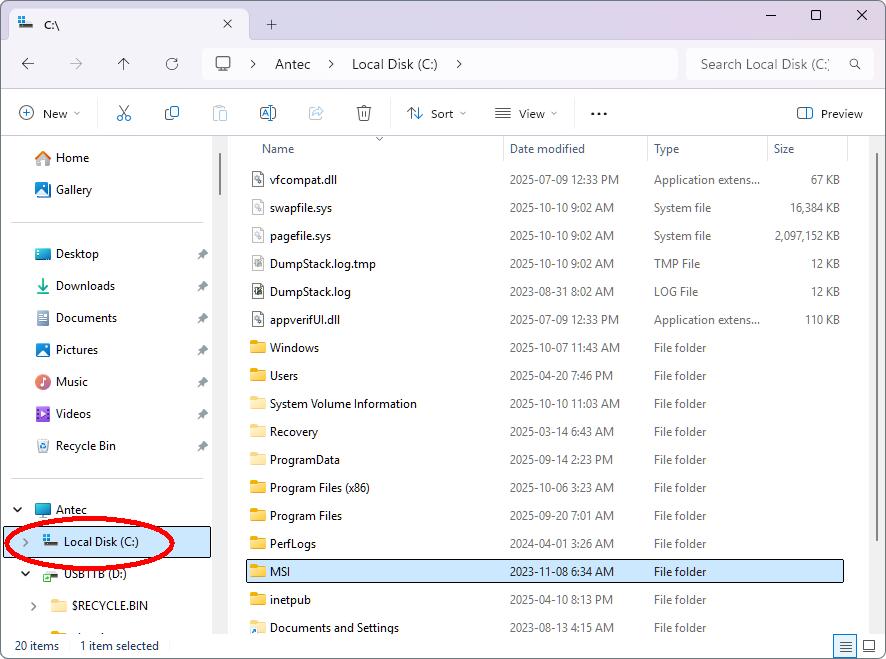 C:\
Antec > Local Disk (C:) >
Search Local Disk (C:)
New
Sort
View
Preview
Home
Gallery
Desktop
Downloads
Documents
Pictures
Music
Videos
Recycle Bin
Antec
Local Disk (C:)
USB1TB (D:)
$RECYCLE.BIN
Name Date modified Type Size
vfcompat.dll 2025-07-09 12:33 PM Application extens... 67 KB
swapfile.sys 2025-10-10 9:02 AM System file 16,384 KB
pagefile.sys 2025-10-10 9:02 AM System file 2,097,152 KB
DumpStack.log.tmp 2025-10-10 9:02 AM TMP File 12 KB
DumpStack.log 2023-08-31 8:02 AM LOG File 12 KB
appverifUI.dll 2025-07-09 12:33 PM Application extens... 110 KB
Windows 2025-10-07 11:43 AM File folder
Users 2025-04-20 7:46 PM File folder
System Volume Information 2025-10-10 11:03 AM File folder
Recovery 2025-03-14 6:43 AM File folder
ProgramData 2025-09-14 2:23 PM File folder
Program Files (x86) 2025-10-06 3:23 AM File folder
Program Files 2025-09-20 7:01 AM File folder
PerfLogs 2024-04-01 3:26 AM File folder
MSI 2023-11-08 6:34 AM File folder
inetpub 2025-04-10 8:13 PM File folder
Documents and Settings 2023-08-13 4:15 AM File folder
20 items 1 item selected